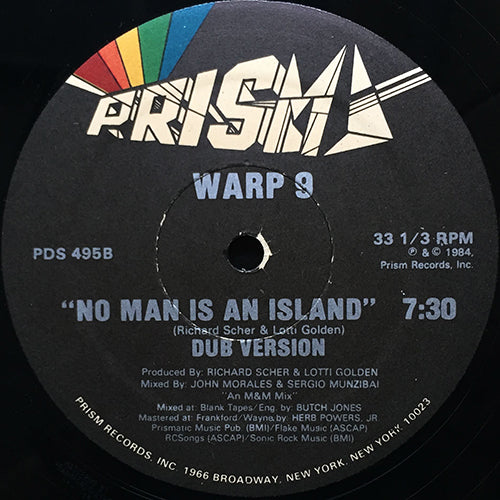 PRISM
WARP 9
PDS 495B
33 1/3 RPM
℗ & © 1984,
Prism Records, Inc.
"NO MAN IS AN ISLAND" 7:30
(Richard Scher & Lotti Golden)
DUB VERSION
Produced By: RICHARD SCHER & LOTTI GOLDEN
Mixed By: JOHN MORALES & SERGIO MUNZIBAI
"An M&M Mix"
Mixed at: Blank Tapes/Eng. by: BUTCH JONES
Mastered at: Frankford/Wayne by: HERB POWERS, JR
Prismatic Music Pub. (BMI)/Flake Music (ASCAP)
RCSongs (ASCAP)/Sonic Rock Music (BMI)
PRISM RECORDS, INC. 1966 BROADWAY, NEW YORK, NEW YORK 10023